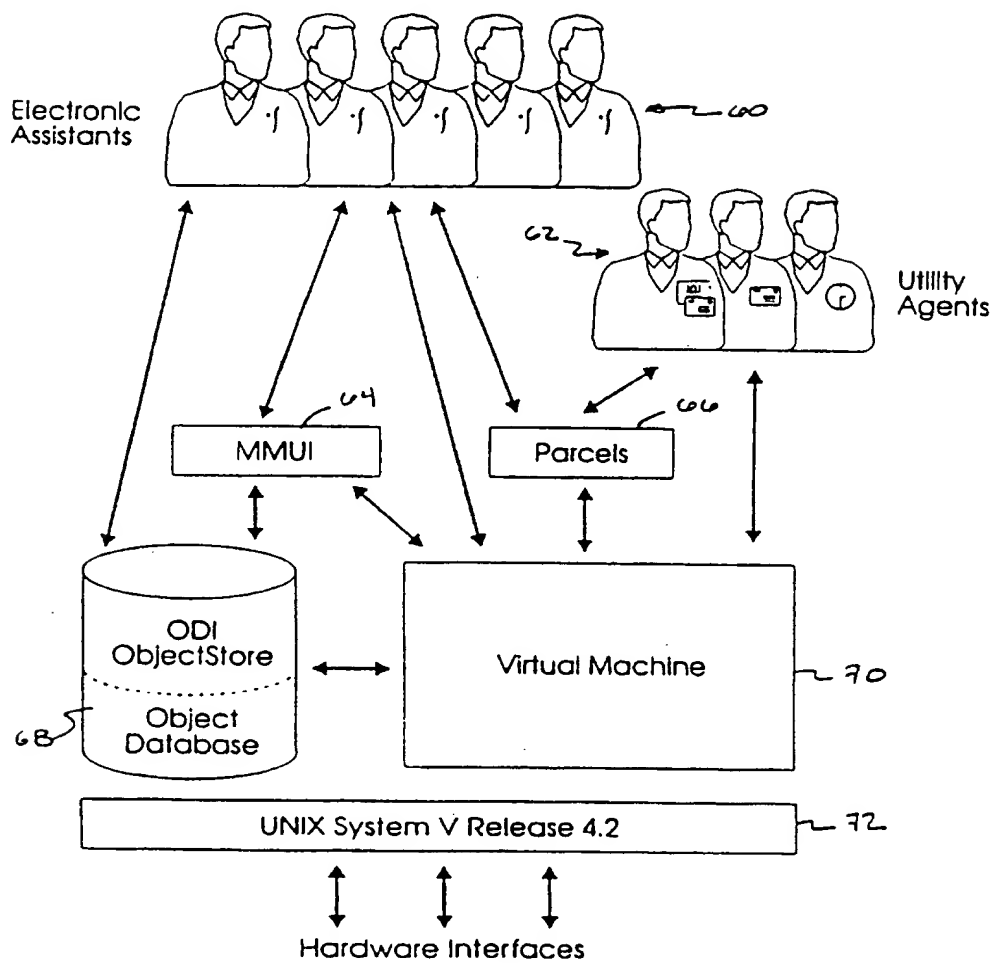 Electronic
Assistants
60
62
Utility
Agents
64
66
MMUI
Parcels
ODI
ObjectStore
Virtual Machine
70
68
Object
Database
UNIX System V Release 4.2
72
Hardware Interfaces